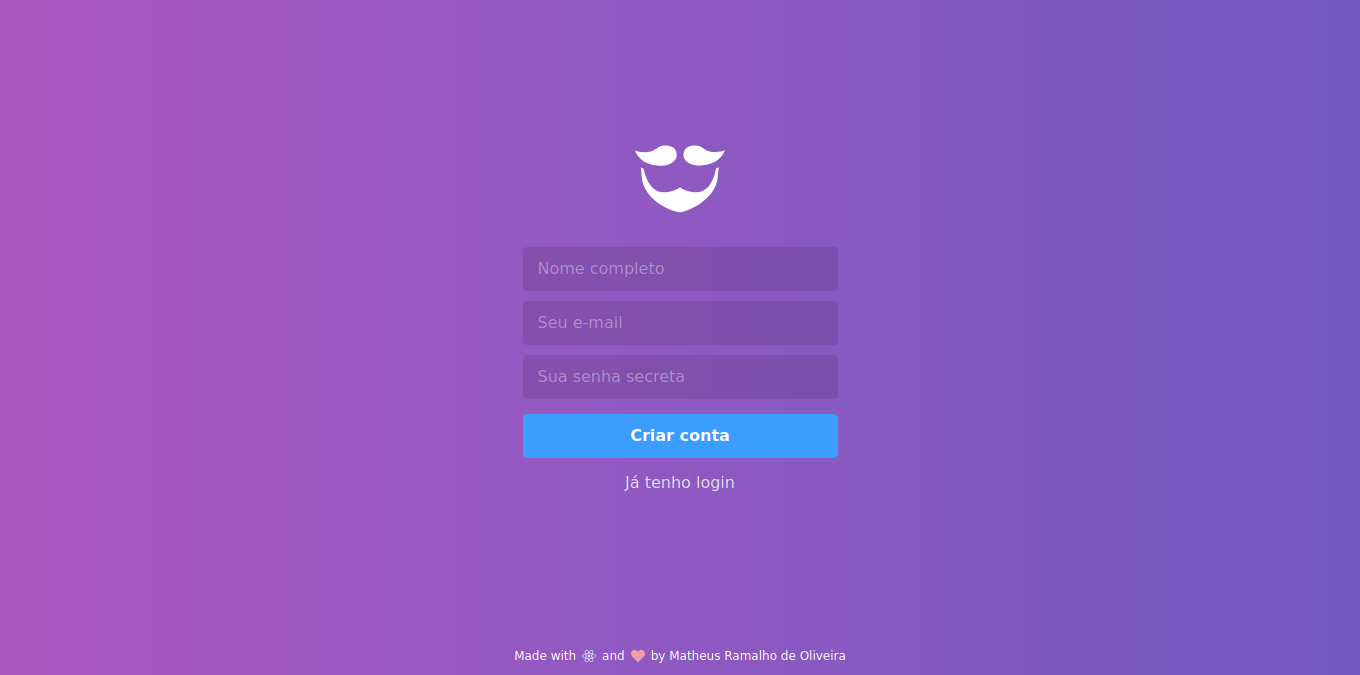 Nome completo
Seu e-mail
Sua senha secreta
Criar conta
Já tenho login
Made with and by Matheus Ramalho de Oliveira